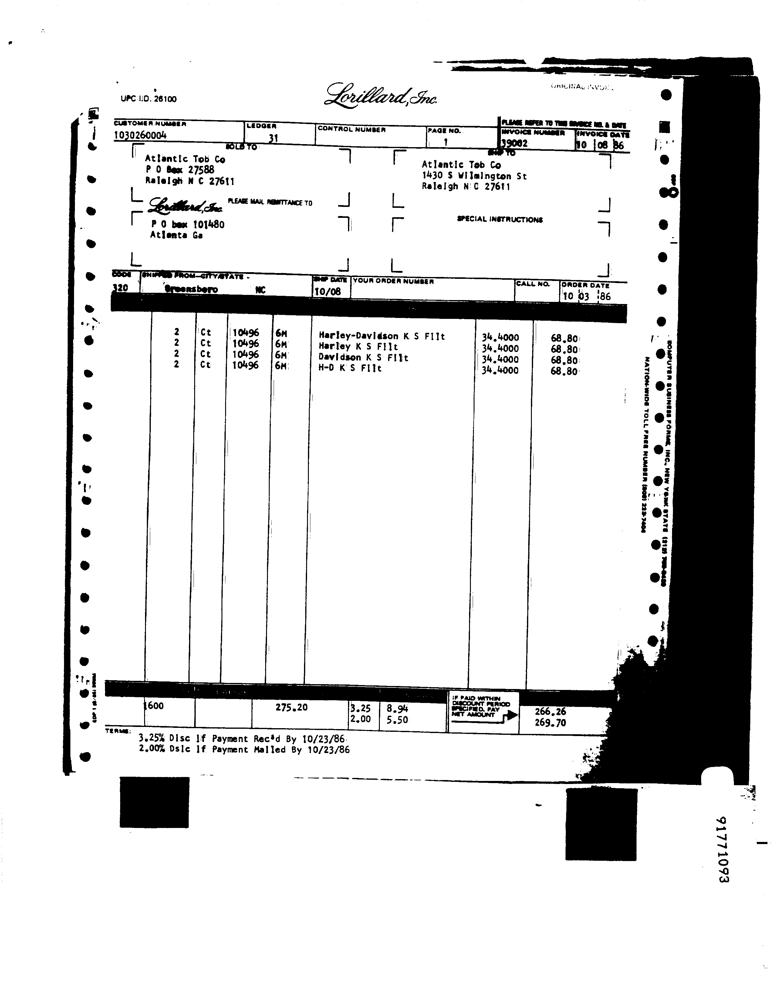 ORIGINAL INVOICE
UPC I.D. 26100
Lorillard, Inc.
PLEASE REFER TO THIS INVOICE NO. & DATE
CUSTOMER NUMBER LEDGER CONTROL NUMBER PAGE NO. INVOICE NUMBER INVOICE DATE
1030260004 31 1 19002 10 08 86
SOLD TO SHIP TO
Atlantic Tob Co
P O Box 27588
Raleigh N C 27611
Atlantic Tob Co
1430 S Wilmington St
Raleigh N C 27611
Lorillard, Inc. PLEASE MAIL REMITTANCE TO
P O box 101480
Atlanta Ga
SPECIAL INSTRUCTIONS
CODE SHIPPED FROM-CITY/STATE - SHIP DATE YOUR ORDER NUMBER CALL NO. ORDER DATE
320 Greensboro NC 10/08 10 03 86
2 Ct 10496 6M Harley-Davidson K S Filt 34.4000 68.80
2 Ct 10496 6M Harley K S Filt 34.4000 68.80
2 Ct 10496 6M Davidson K S Filt 34.4000 68.80
2 Ct 10496 6M H-D K S Filt 34.4000 68.80
COMPUTER BUSINESS FORMS, INC., NEW YORK STATE (212)
NATION-WIDE TOLL FREE NUMBER (800) 223-7404
IF PAID WITHIN
DISCOUNT PERIOD
SPECIFIED, PAY
NET AMOUNT
1600 275.20 3.25 8.94 266.26
2.00 5.50 269.70
TERMS:
3.25% Disc if Payment Rec'd By 10/23/86
2.00% Dsic if Payment Mailed By 10/23/86
91771093